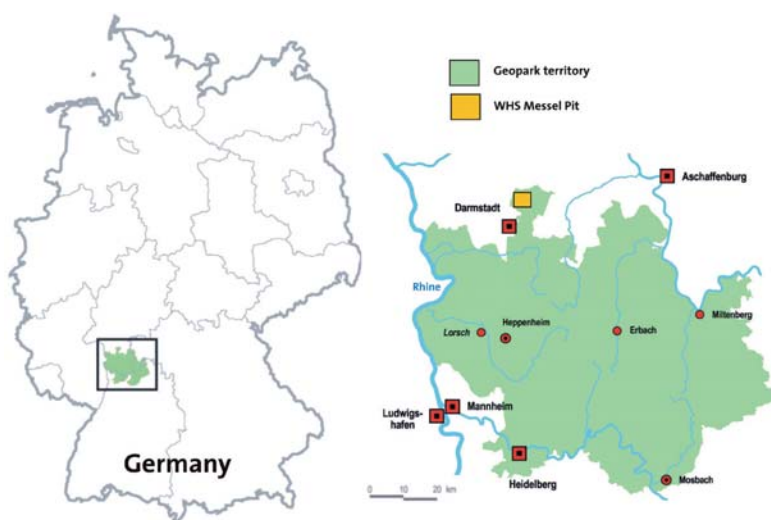 Geopark territory
WHS Messel Pit
Aschaffenburg
Darmstadt
Rhine
Miltenberg
Lorsch
Heppenheim
Erbach
Mannheim
Ludwigs-
hafen
Germany
Heidelberg
Mosbach
0 10 20 km